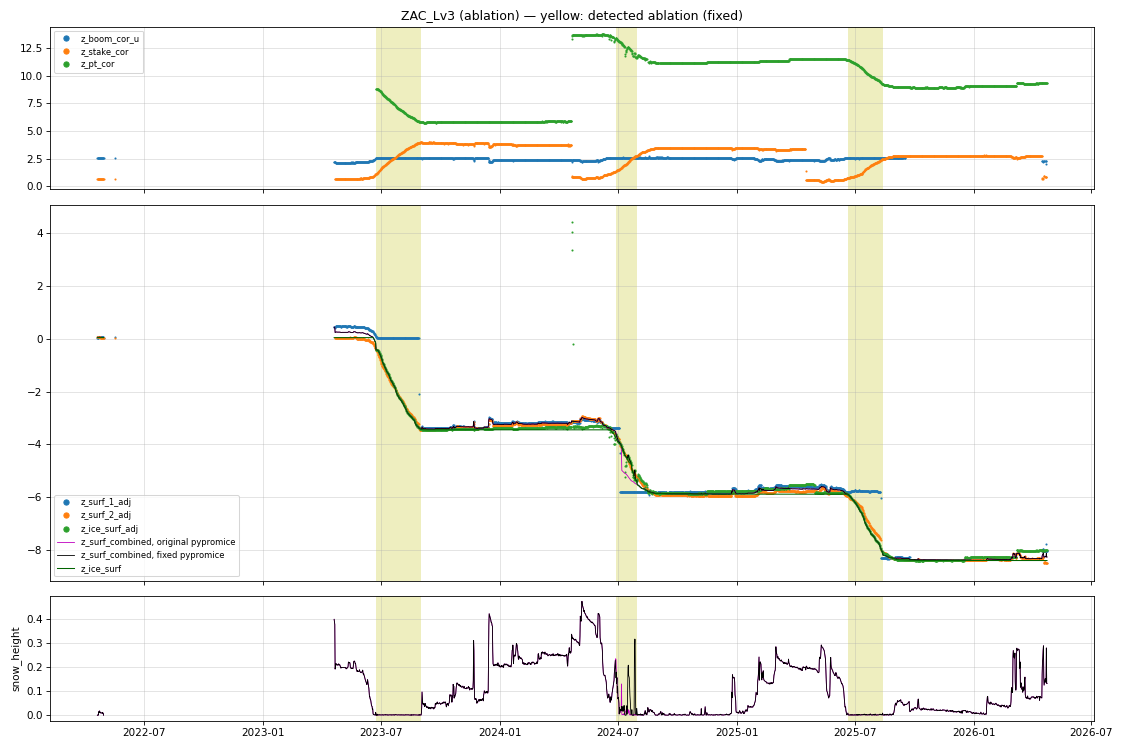 ZAC_Lv3 (ablation) — yellow: detected ablation (fixed)
z_boom_cor_u
z_stake_cor
z_pt_cor
12.5
10.0
7.5
5.0
2.5
0.0
4
2
0
−2
−4
−6
−8
z_surf_1_adj
z_surf_2_adj
z_ice_surf_adj
z_surf_combined, original pypromice
z_surf_combined, fixed pypromice
z_ice_surf
snow_height
0.4
0.3
0.2
0.1
0.0
2022-07
2023-01
2023-07
2024-01
2024-07
2025-01
2025-07
2026-01
2026-07